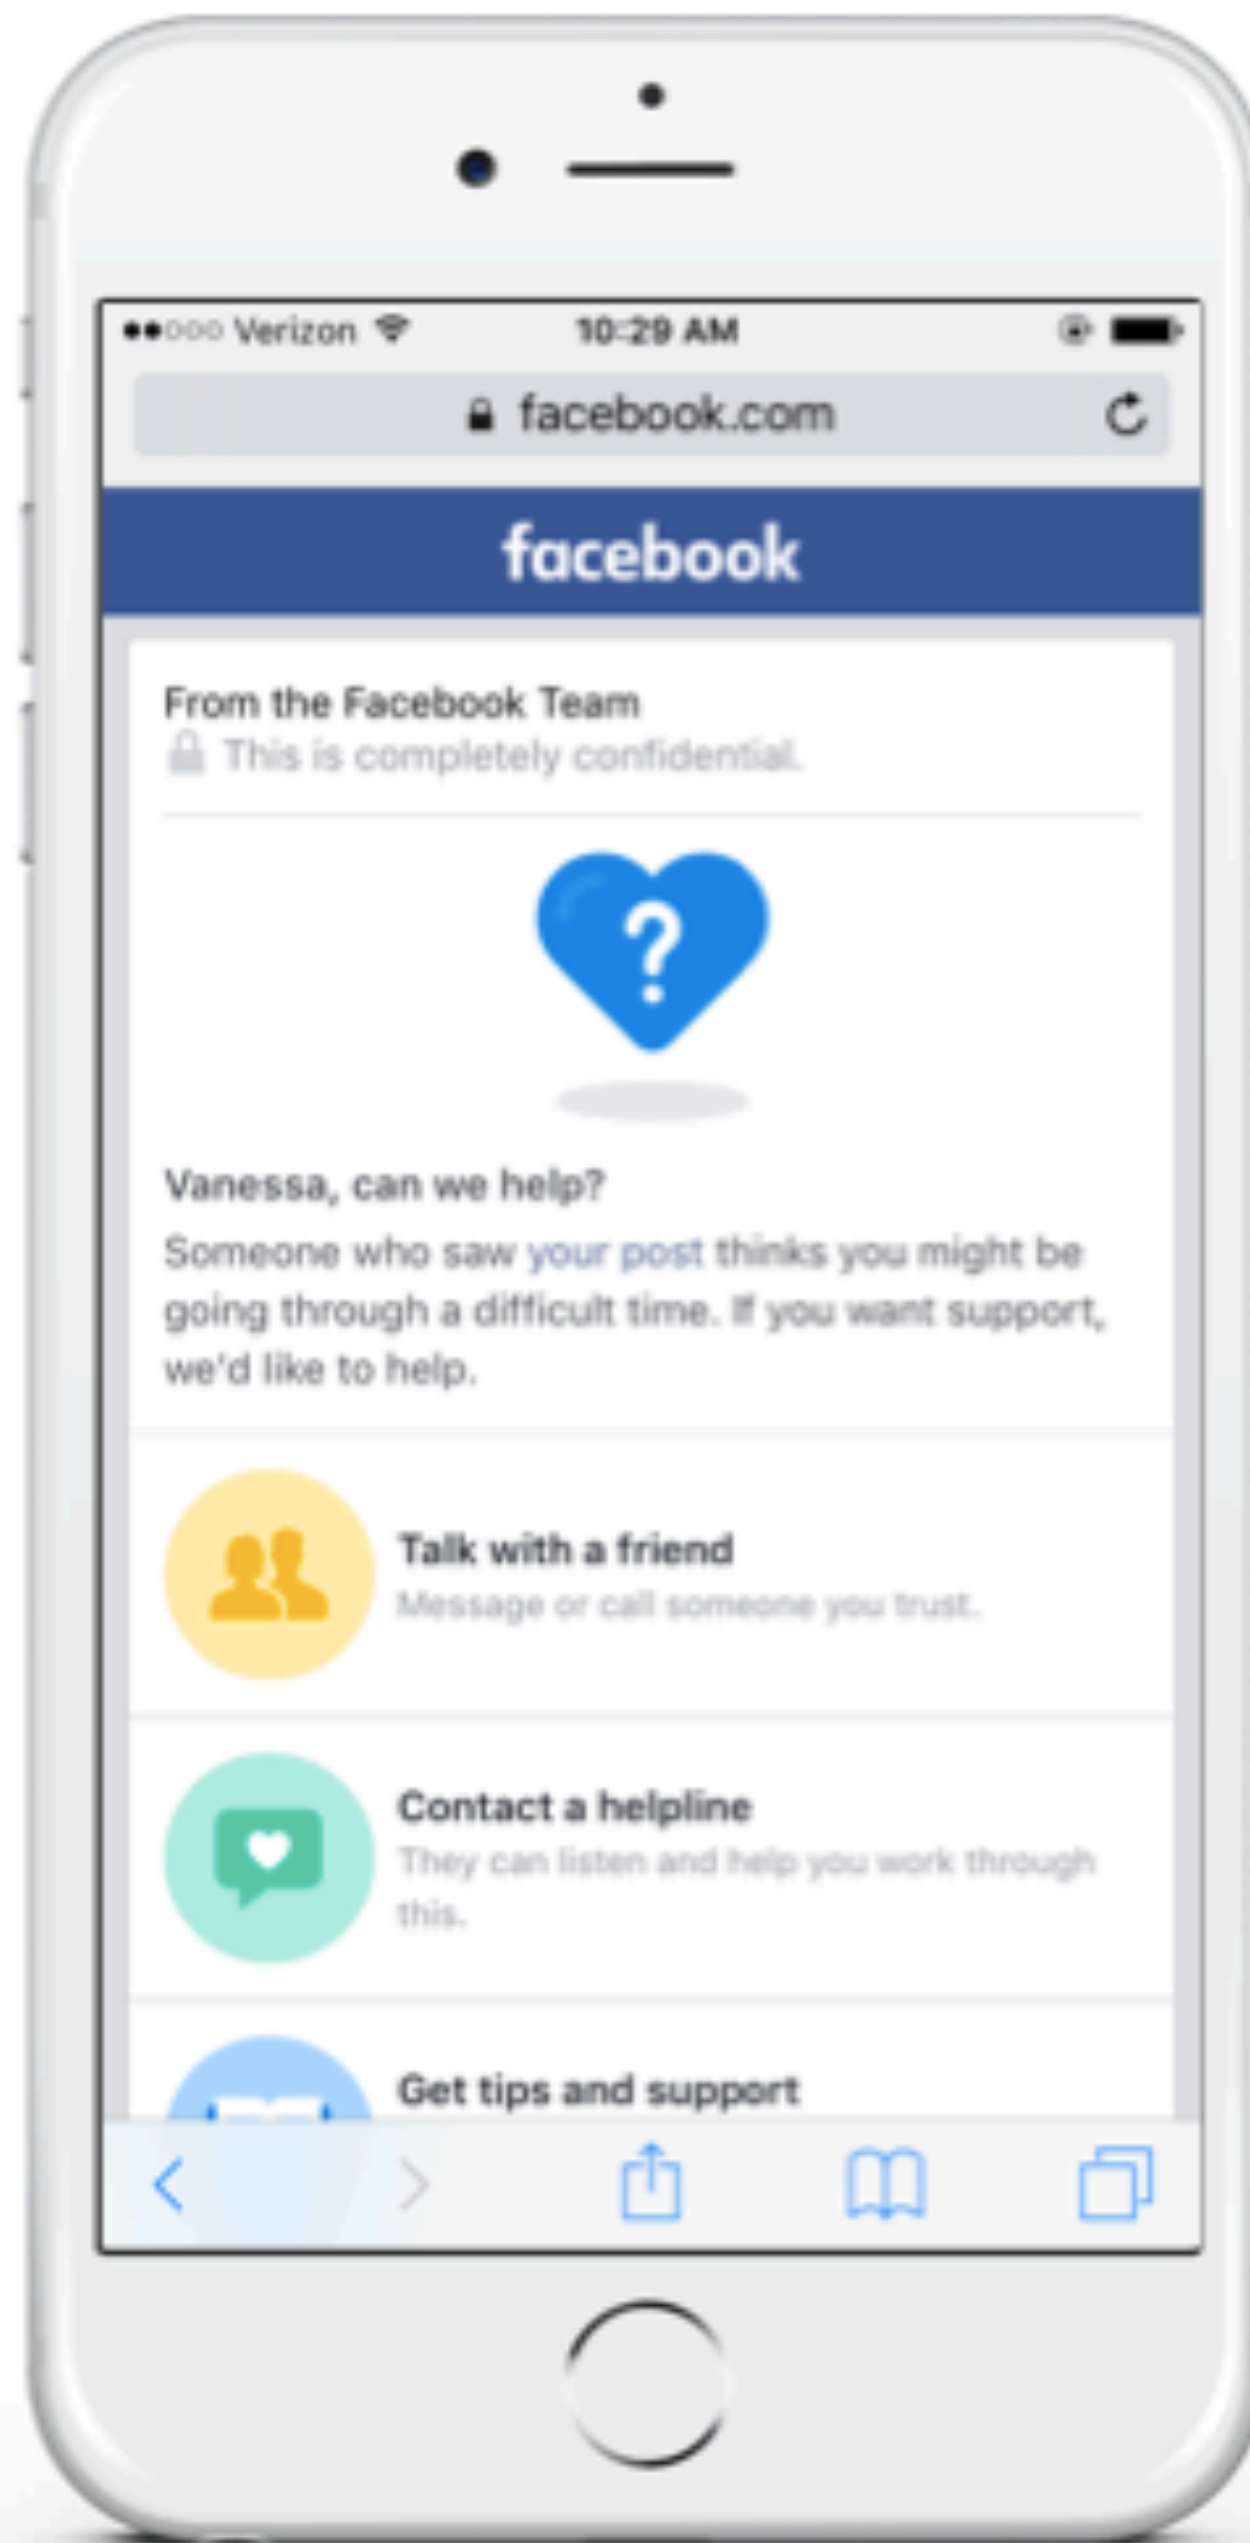 Verizon 10:29 AM
facebook.com
facebook
From the Facebook Team
This is completely confidential.
?
Vanessa, can we help?
Someone who saw your post thinks you might be
going through a difficult time. If you want support,
we'd like to help.
Talk with a friend
Message or call someone you trust.
Contact a helpline
They can listen and help you work through
this.
Get tips and support